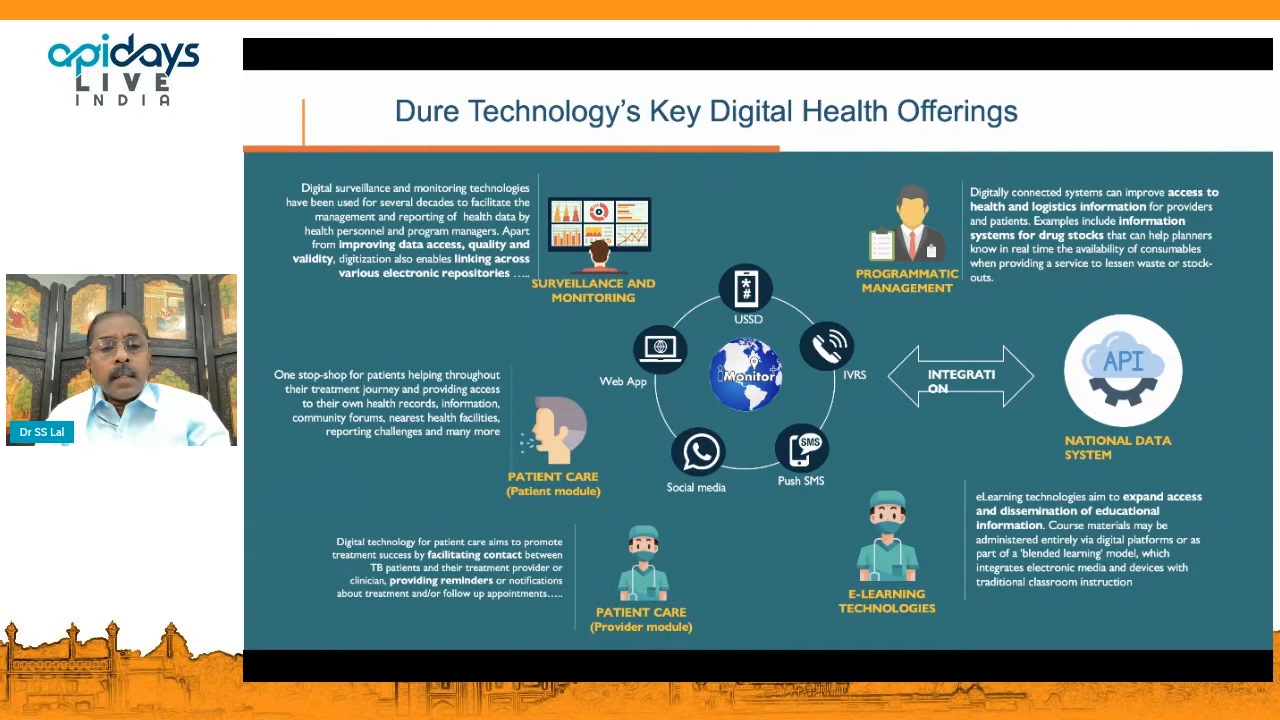 apidays
LIVE
INDIA
Dure Technology's Key Digital Health Offerings
Digital surveillance and monitoring technologies
have been used for several decades to facilitate the
management and reporting of health data by
health personnel and program managers. Apart
from improving data access, quality and
validity, digitization also enables linking across
various electronic repositories .....
SURVEILLANCE AND
MONITORING
Digitally connected systems can improve access to
health and logistics information for providers
and patients. Examples include information
systems for drug stocks that can help planners
know in real time the availability of consumables
when providing a service to lessen waste or stock-
outs.
PROGRAMMATIC
MANAGEMENT
*
#
USSD
Web App
iMonitor+
IVRS
SMS
Social media
Push SMS
INTEGRATI
ON
API
NATIONAL DATA
SYSTEM
One stop-shop for patients helping throughout
their treatment journey and providing access
to their own health records, information,
community forums, nearest health facilities,
reporting challenges and many more
PATIENT CARE
(Patient module)
Dr SS Lal
Digital technology for patient care aims to promote
treatment success by facilitating contact between
TB patients and their treatment provider or
clinician, providing reminders or notifications
about treatment and/or follow up appointments.....
PATIENT CARE
(Provider module)
eLearning technologies aim to expand access
and dissemination of educational
information. Course materials may be
administered entirely via digital platforms or as
part of a 'blended learning' model, which
integrates electronic media and devices with
traditional classroom instruction
E-LEARNING
TECHNOLOGIES